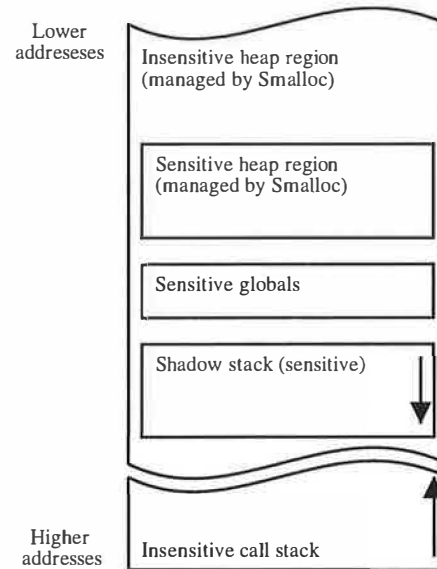 Lower
addreseses
Insensitive heap region
(managed by Smalloc)
Sensitive heap region
(managed by Smalloc)
Sensitive globals
Shadow stack (sensitive)
Higher
addresses
Insensitive call stack